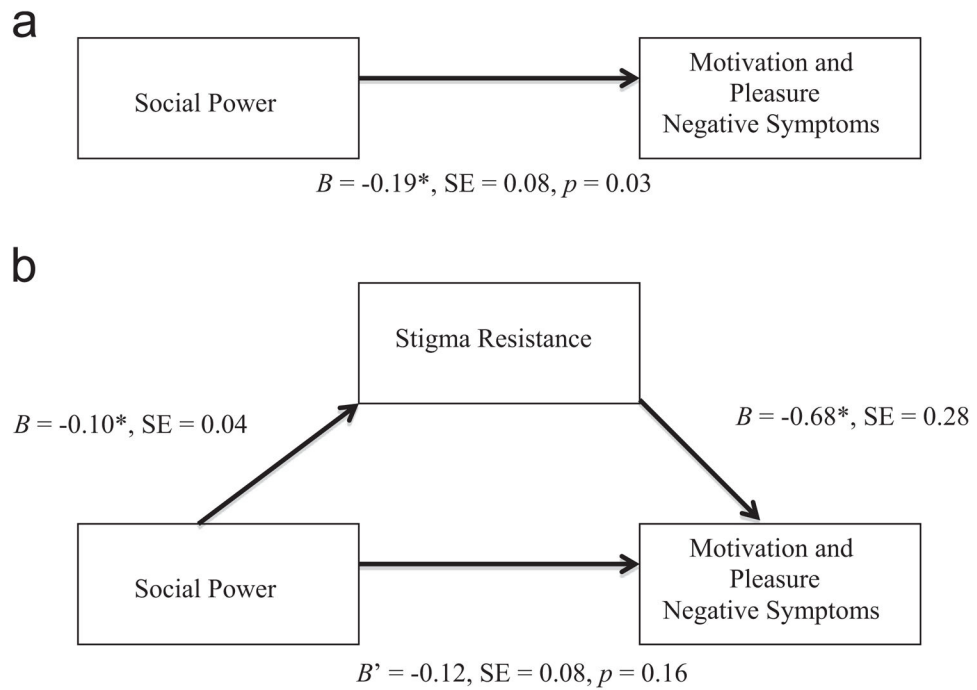 a
Social Power
Motivation and
Pleasure
Negative Symptoms
B = -0.19*, SE = 0.08, p = 0.03
b
Stigma Resistance
B = -0.10*, SE = 0.04
B = -0.68*, SE = 0.28
Social Power
Motivation and
Pleasure
Negative Symptoms
B’ = -0.12, SE = 0.08, p = 0.16